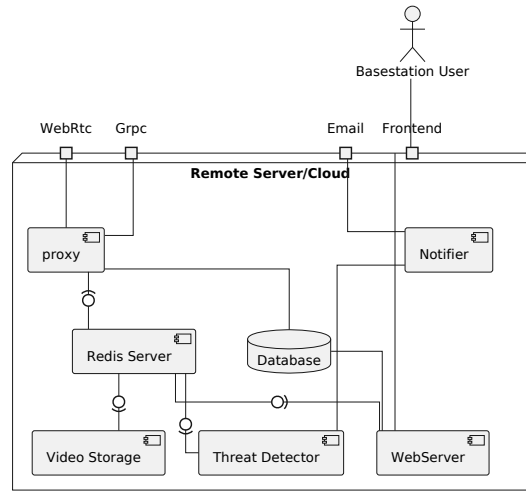 Basestation User
WebRtc
Grpc
Email
Frontend
Remote Server/Cloud
proxy
Notifier
Redis Server
Database
Video Storage
Threat Detector
WebServer